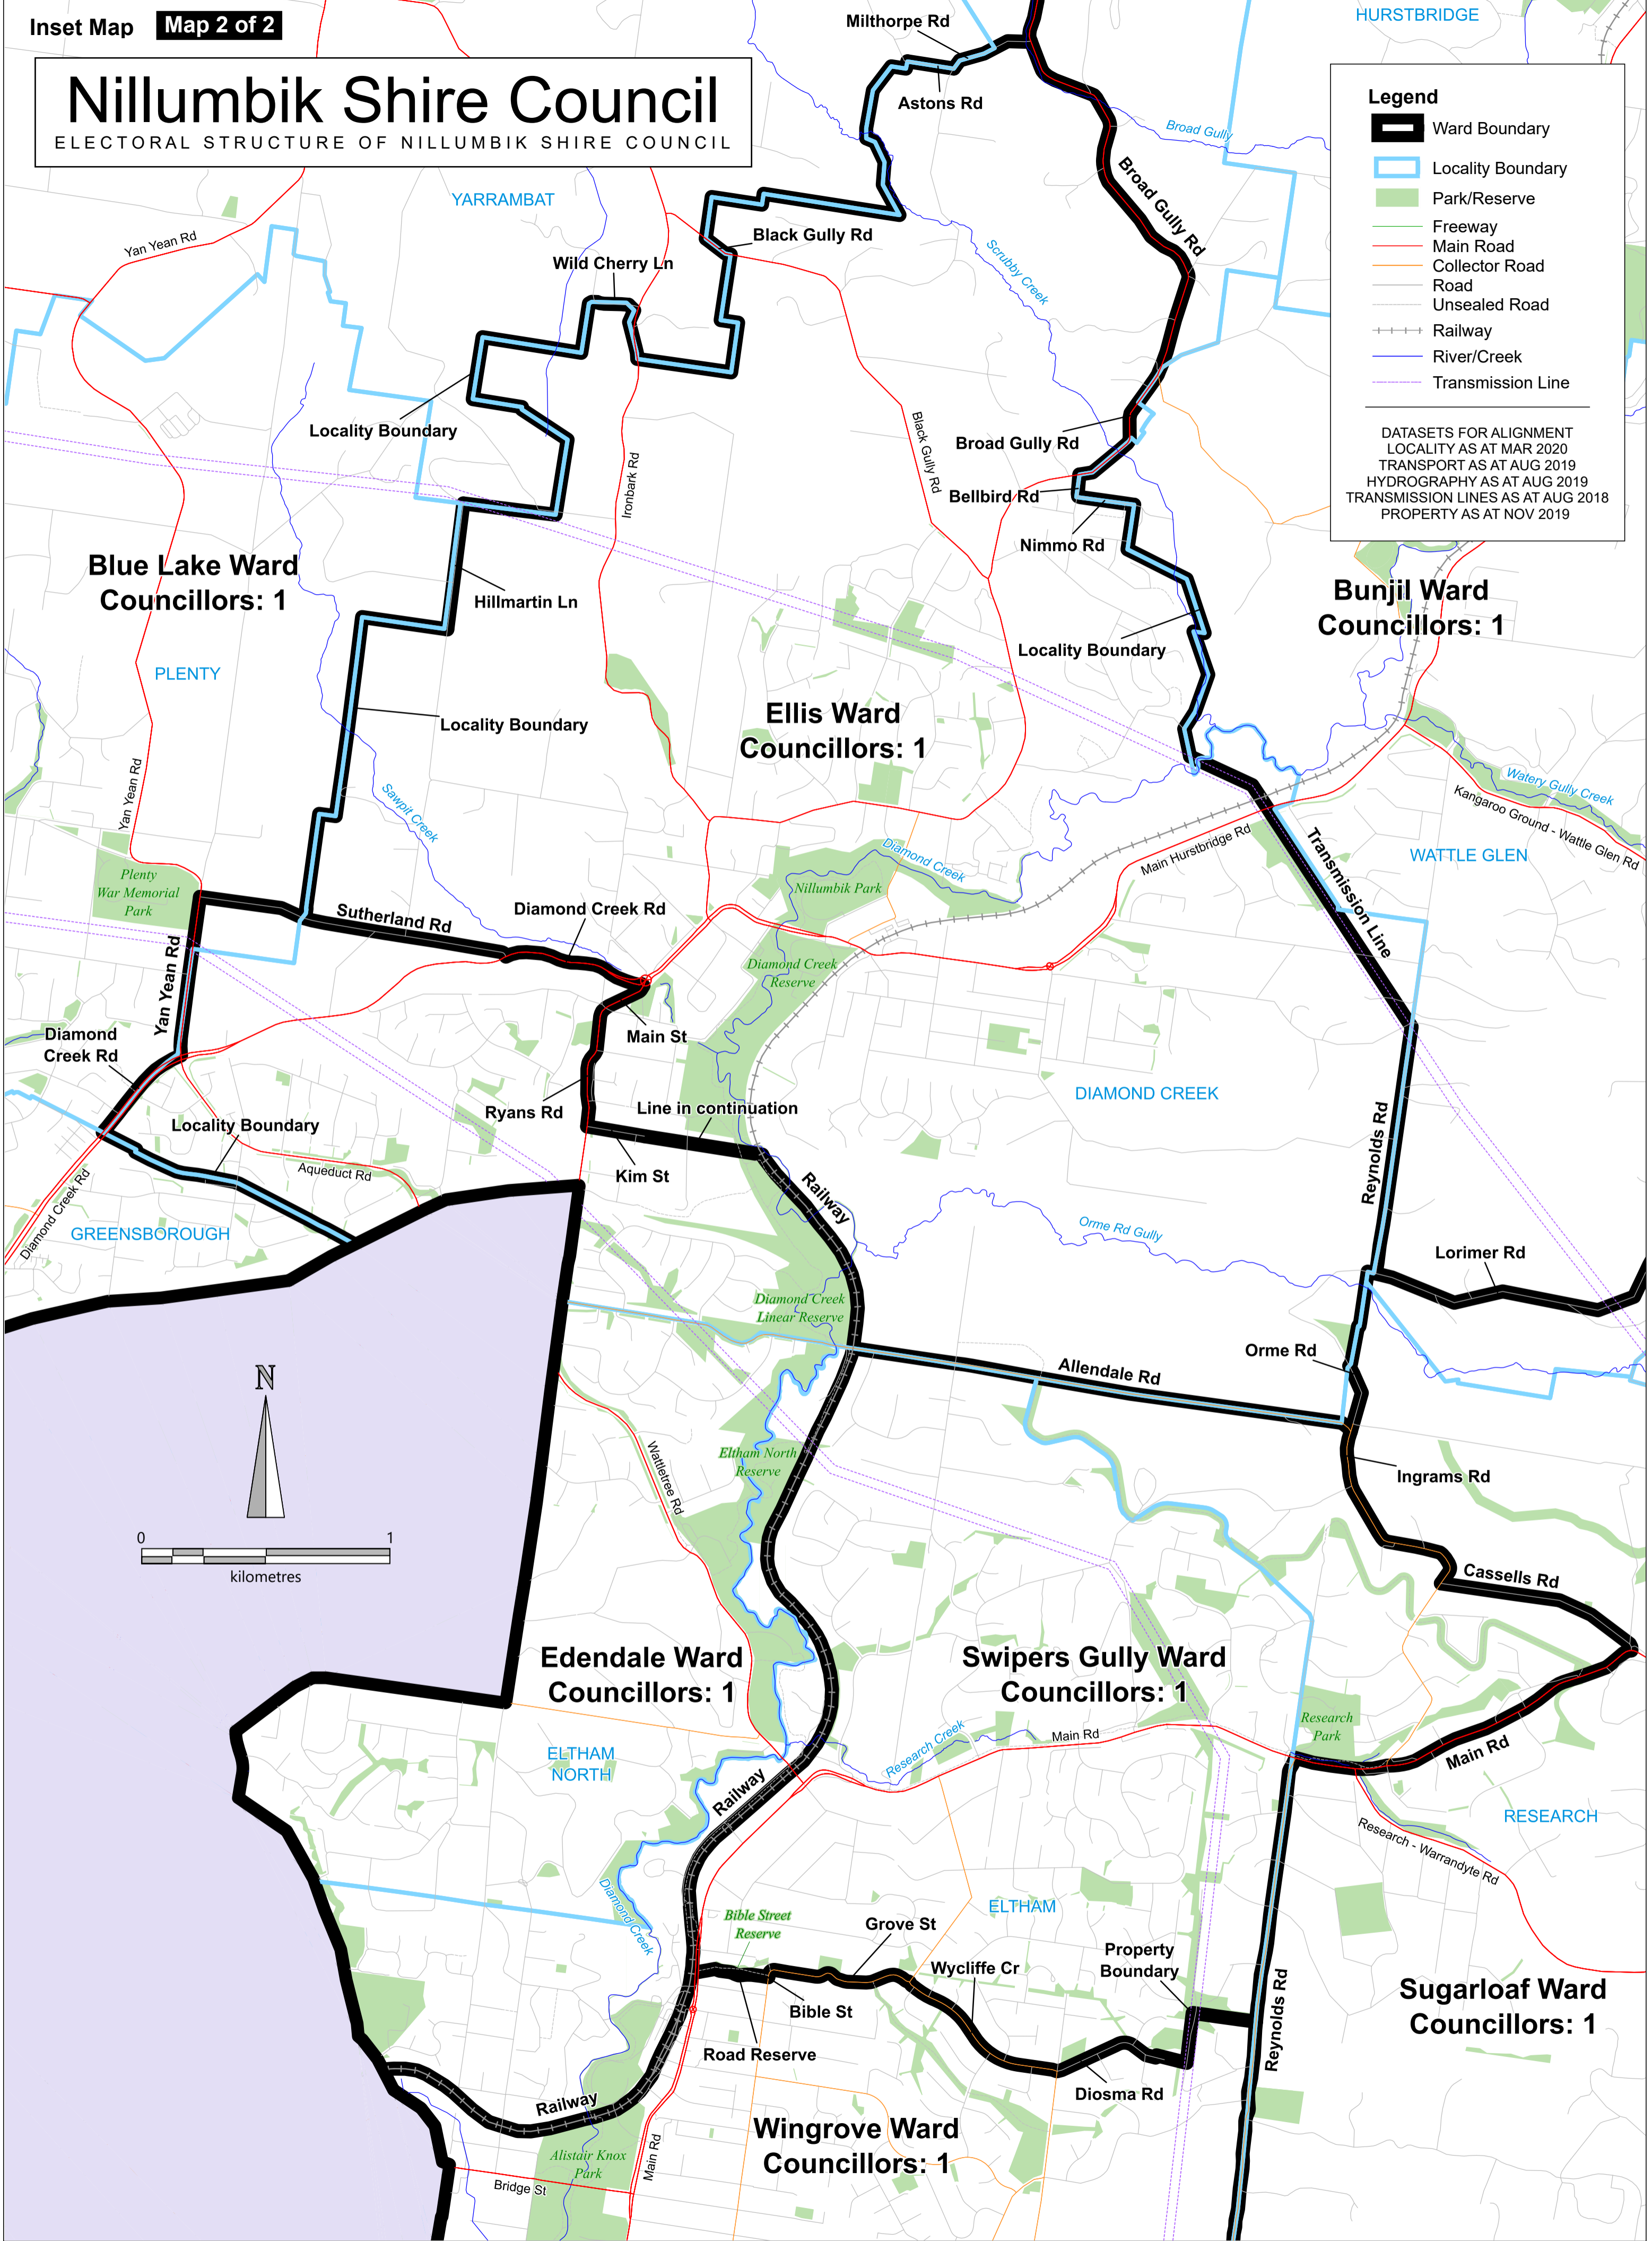 Inset Map
Map 2 of 2
Nillumbik Shire Council
ELECTORAL STRUCTURE OF NILLUMBIK SHIRE COUNCIL
Milthorpe Rd
HURSTBRIDGE
Astons Rd
Broad Gully
Legend
Ward Boundary
Locality Boundary
Park/Reserve
Freeway
Main Road
Collector Road
Road
Unsealed Road
Railway
River/Creek
Transmission Line
DATASETS FOR ALIGNMENT
LOCALITY AS AT MAR 2020
TRANSPORT AS AT AUG 2019
HYDROGRAPHY AS AT AUG 2019
TRANSMISSION LINES AS AT AUG 2018
PROPERTY AS AT NOV 2019
YARRAMBAT
Broad Gully Rd
Yan Yean Rd
Black Gully Rd
Wild Cherry Ln
Scrubby Creek
Locality Boundary
Ironbark Rd
Black Gully Rd
Broad Gully Rd
Bellbird Rd
Nimmo Rd
Blue Lake Ward
Councillors: 1
Hillmartin Ln
Bunjil Ward
Councillors: 1
Locality Boundary
PLENTY
Locality Boundary
Ellis Ward
Councillors: 1
Yan Yean Rd
Sawpit Creek
Watery Gully Creek
Kangaroo Ground - Wattle Glen Rd
Main Hurstbridge Rd
Transmission Line
WATTLE GLEN
Diamond Creek
Plenty
War Memorial
Park
Nillumbik Park
Sutherland Rd
Diamond Creek Rd
Yan Yean Rd
Diamond Creek
Reserve
Diamond
Creek Rd
Main St
DIAMOND CREEK
Ryans Rd
Line in continuation
Locality Boundary
Aqueduct Rd
Kim St
Railway
Reynolds Rd
Diamond Creek Rd
GREENSBOROUGH
Orme Rd Gully
Lorimer Rd
Diamond Creek
Linear Reserve
Orme Rd
Allendale Rd
N
Wattletree Rd
Eltham North
Reserve
Ingrams Rd
0
1
kilometres
Cassells Rd
Edendale Ward
Councillors: 1
Swipers Gully Ward
Councillors: 1
Research
Park
Research Creek
Main Rd
Main Rd
ELTHAM
NORTH
Railway
RESEARCH
Research - Warrandyte Rd
Diamond Creek
ELTHAM
Bible Street
Reserve
Grove St
Wycliffe Cr
Property
Boundary
Bible St
Sugarloaf Ward
Councillors: 1
Reynolds Rd
Road Reserve
Diosma Rd
Railway
Wingrove Ward
Councillors: 1
Alistair Knox
Park
Main Rd
Bridge St